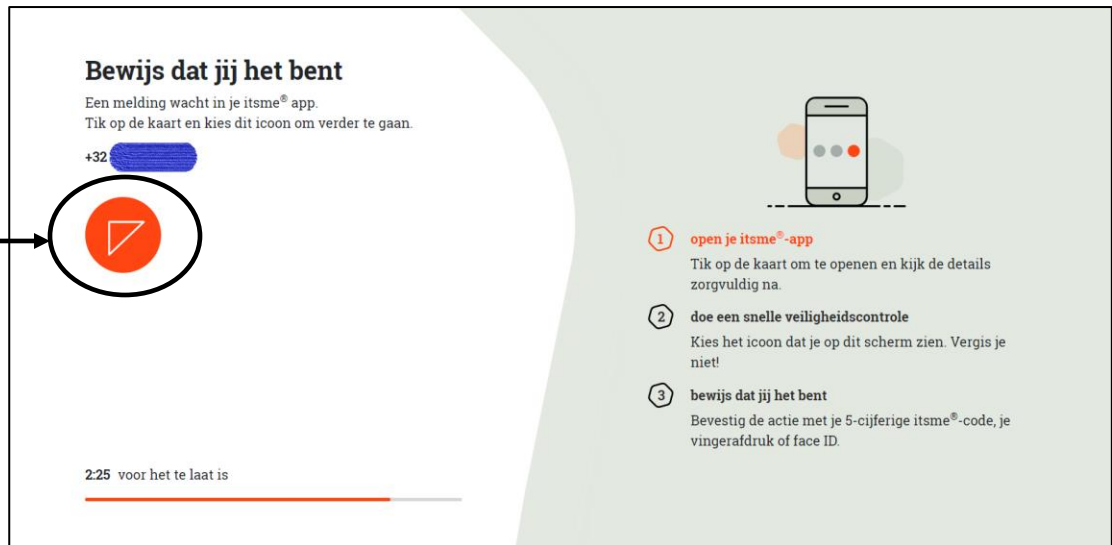 Bewijs dat jij het bent
Een melding wacht in je itsme® app.
Tik op de kaart en kies dit icoon om verder te gaan.
+32
2:25 voor het te laat is
1 open je itsme®-app
Tik op de kaart om te openen en kijk de details
zorgvuldig na.
2 doe een snelle veiligheidscontrole
Kies het icoon dat je op dit scherm zien. Vergis je
niet!
3 bewijs dat jij het bent
Bevestig de actie met je 5-cijferige itsme®-code, je
vingerafdruk of face ID.